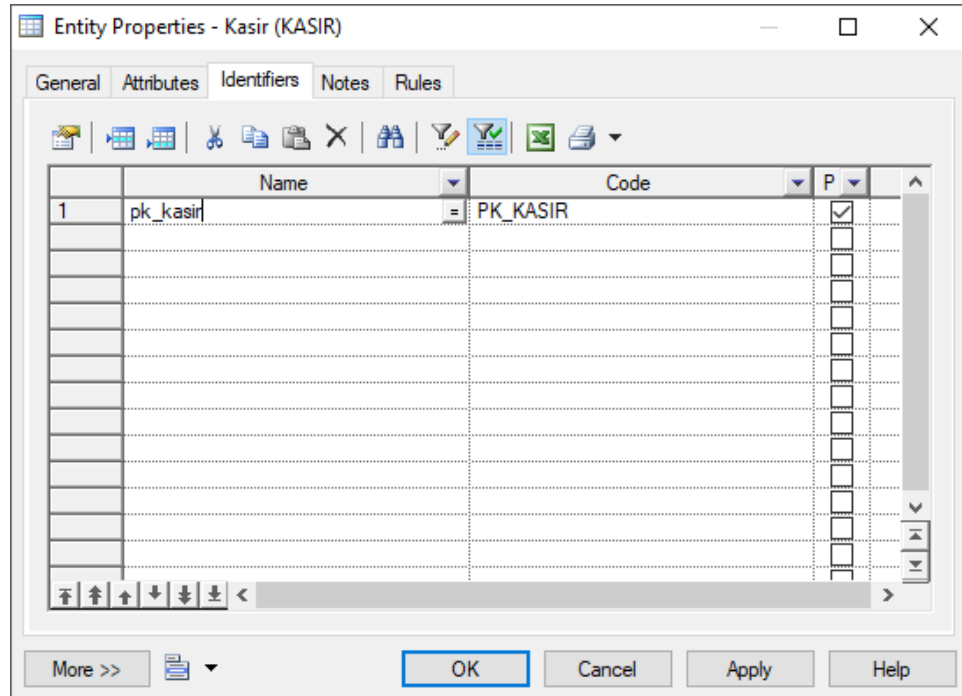 Entity Properties - Kasir (KASIR)
General Attributes Identifiers Notes Rules
Name Code P
1 pk_kasir = PK_KASIR
More >> OK Cancel Apply Help